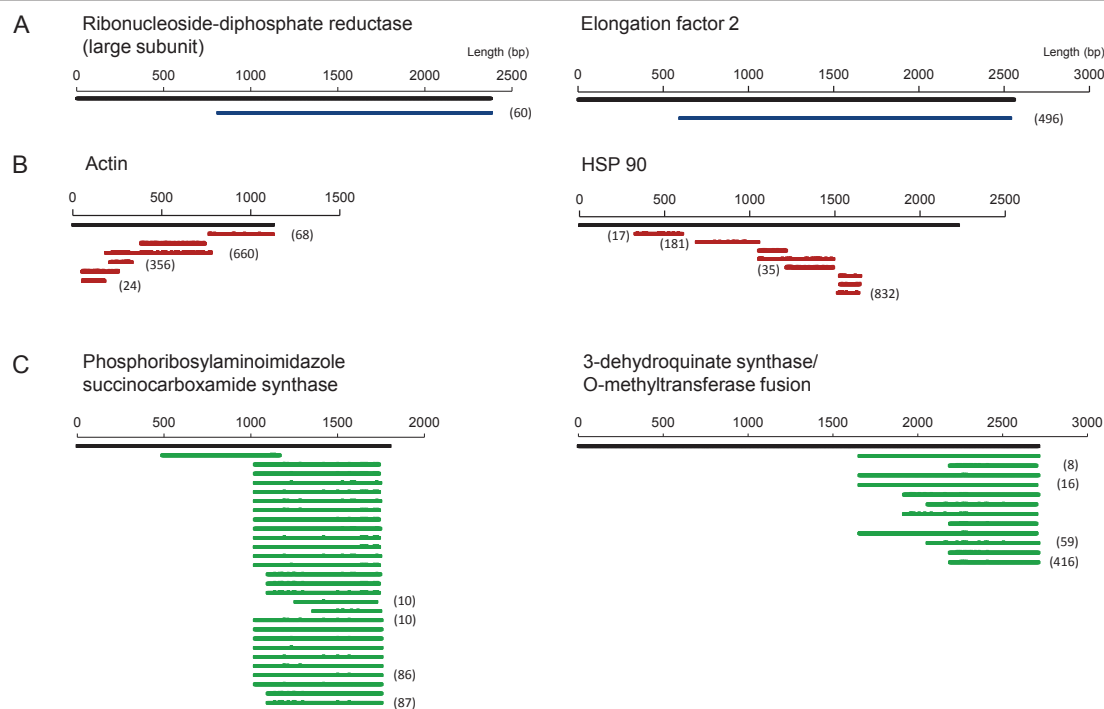 A
Ribonucleoside-diphosphate reductase
(large subunit)
Length (bp)
0 500 1000 1500 2000 2500
(60)
Elongation factor 2
Length (bp)
0 500 1000 1500 2000 2500 3000
(496)
B
Actin
0 500 1000 1500
(68)
(660)
(356)
(24)
HSP 90
0 500 1000 1500 2000 2500
(17)
(181)
(35)
(832)
C
Phosphoribosylaminoimidazole
succinocarboxamide synthase
0 500 1000 1500 2000
(10)
(10)
(86)
(87)
3-dehydroquinate synthase/
O-methyltransferase fusion
0 500 1000 1500 2000 2500 3000
(8)
(16)
(59)
(416)